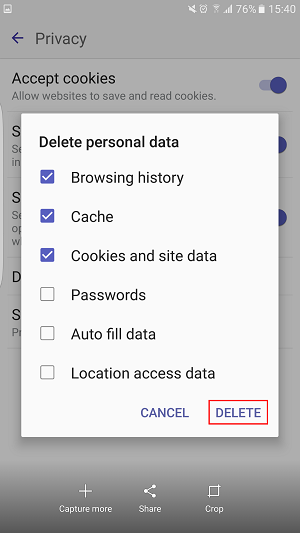 76% 15:40
Privacy
Accept cookies
Allow websites to save and read cookies.
Delete personal data
Browsing history
Cache
Cookies and site data
Passwords
Auto fill data
Location access data
CANCEL DELETE
Capture more Share Crop